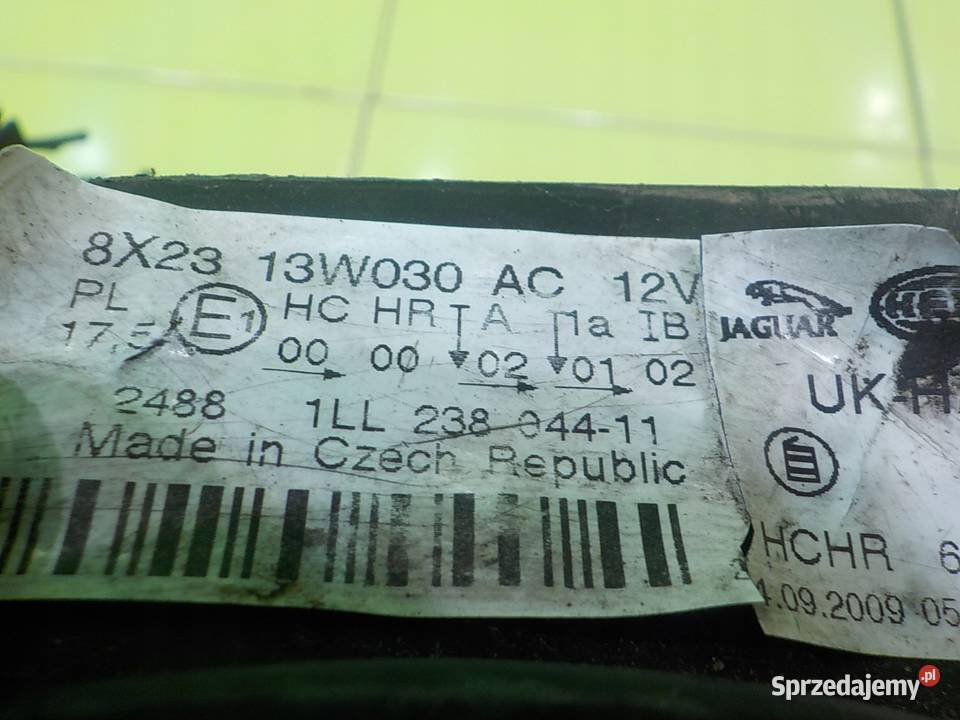 8X23 13W030 AC 12V
PL E1 HC HR A 1a IB
17,5 00 00 02 01 02
2488 1LL 238 044-11
Made in Czech Republic
JAGUAR
HCHR 6
.09.2009 05
Sprzedajemy.pl